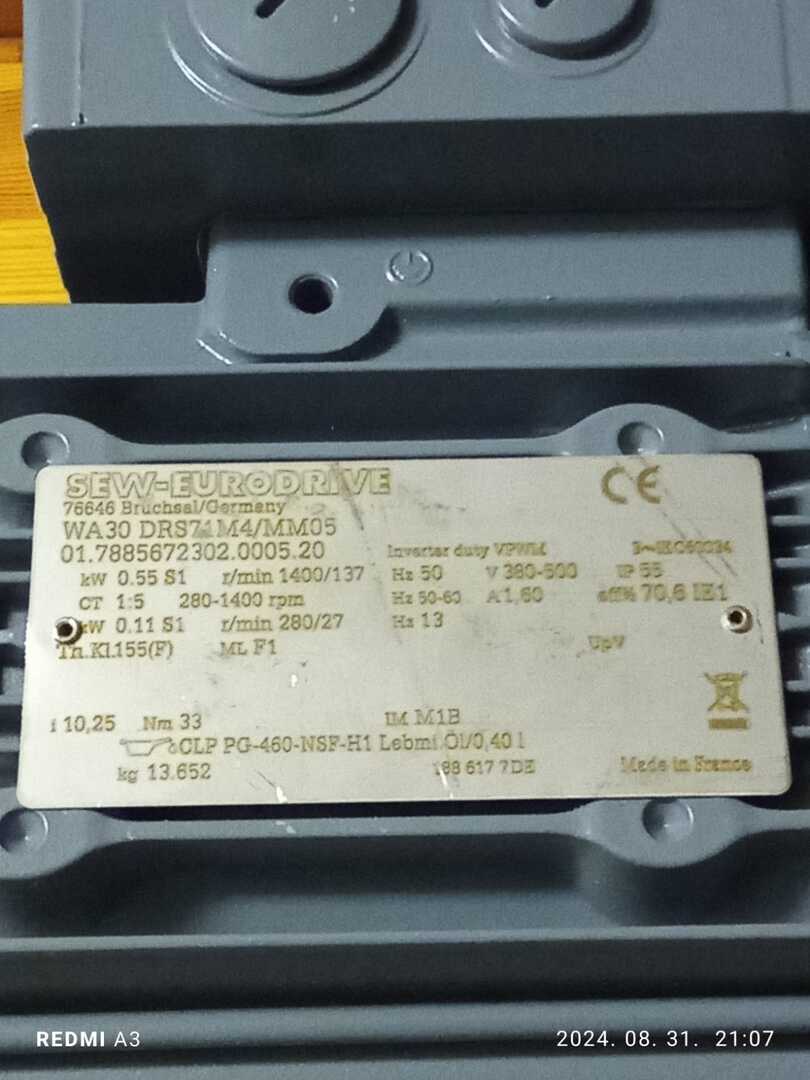 SEW-EURODRIVE CE
76646 Bruchsal/Germany
WA30 DRS71M4/MM05
01.7885672302.0005.20 Inverter duty VPWM 3~IEC60034
kW 0.55 S1 r/min 1400/137 Hz 50 V 380-500 IP 55
CT 1:5 280-1400 rpm Hz 50-60 A 1,60 eff% 70,6 IE1
kW 0.11 S1 r/min 280/27 Hz 13
Th.Kl.155(F) ML F1 UpV
i 10,25 Nm 33 IM M1B
CLP PG-460-NSF-H1 Lebmi.Öl/0,40 l
kg 13.652 188 617 7DE Made in France
REDMI A3 2024. 08. 31. 21:07